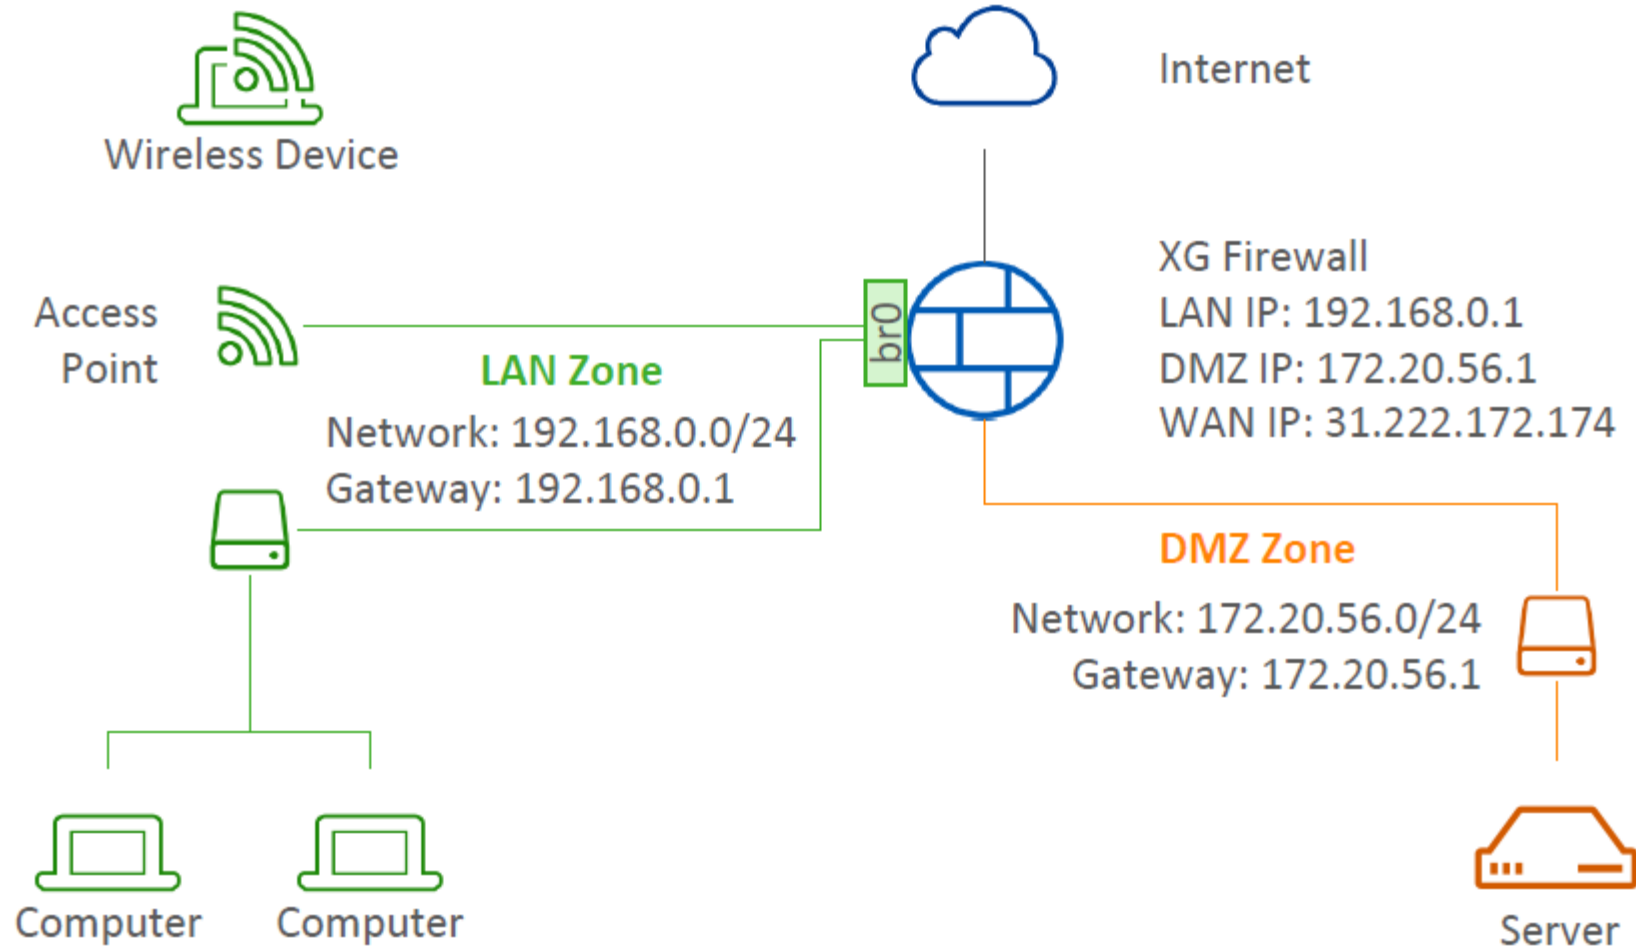 Internet
Wireless Device
XG Firewall
LAN IP: 192.168.0.1
DMZ IP: 172.20.56.1
WAN IP: 31.222.172.174
Access
Point
br0
LAN Zone
Network: 192.168.0.0/24
Gateway: 192.168.0.1
DMZ Zone
Network: 172.20.56.0/24
Gateway: 172.20.56.1
Computer
Computer
Server